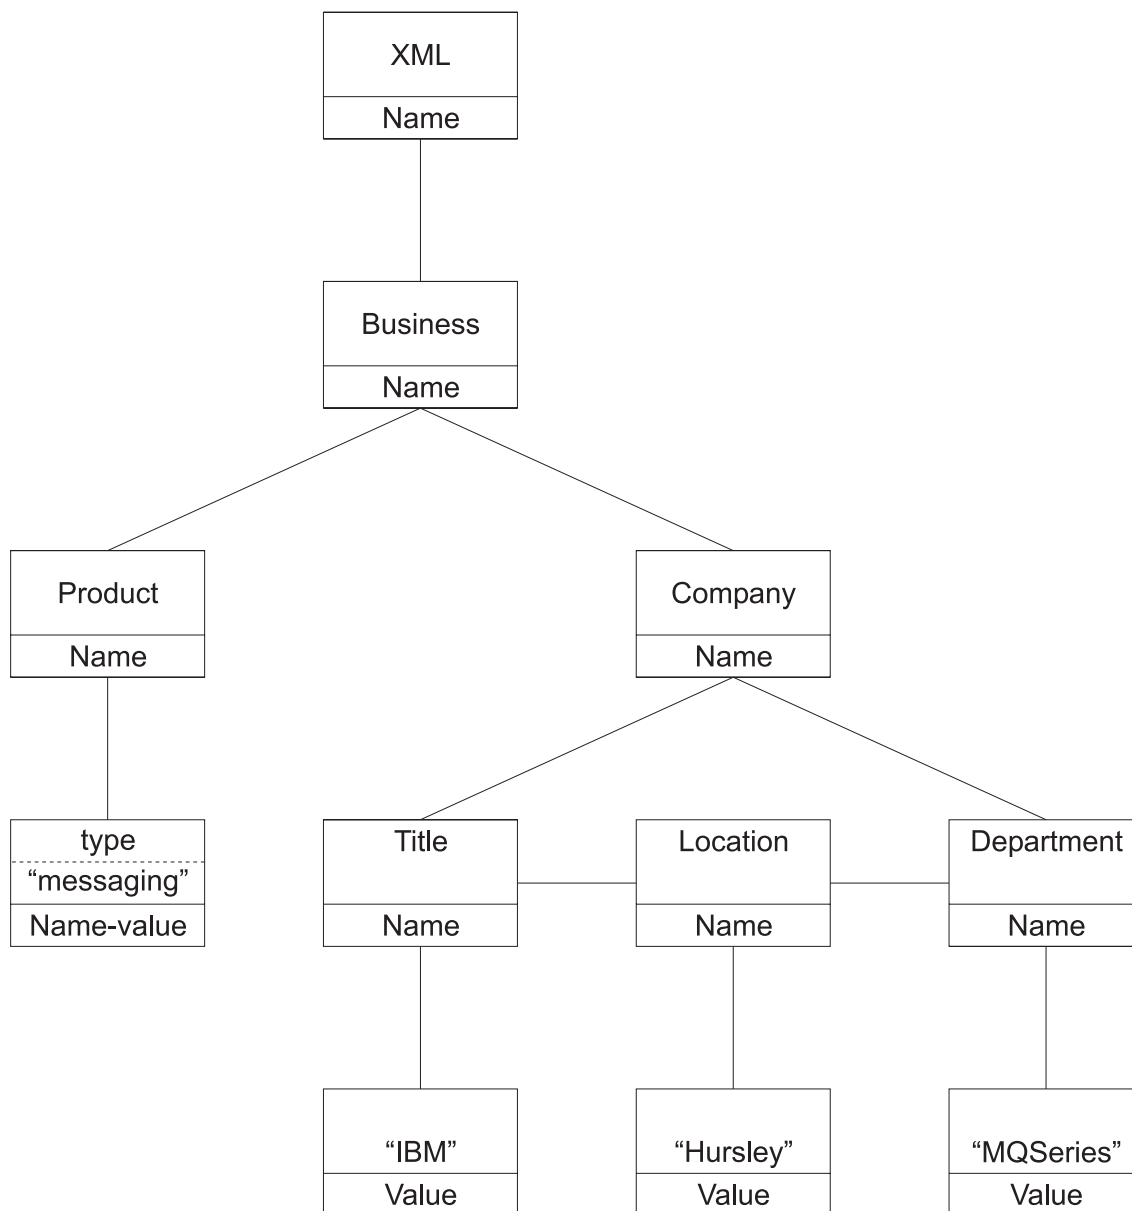 XML
Name
Business
Name
Product
Name
Company
Name
type
“messaging”
Name-value
Title
Name
Location
Name
Department
Name
“IBM”
Value
“Hursley”
Value
“MQSeries”
Value